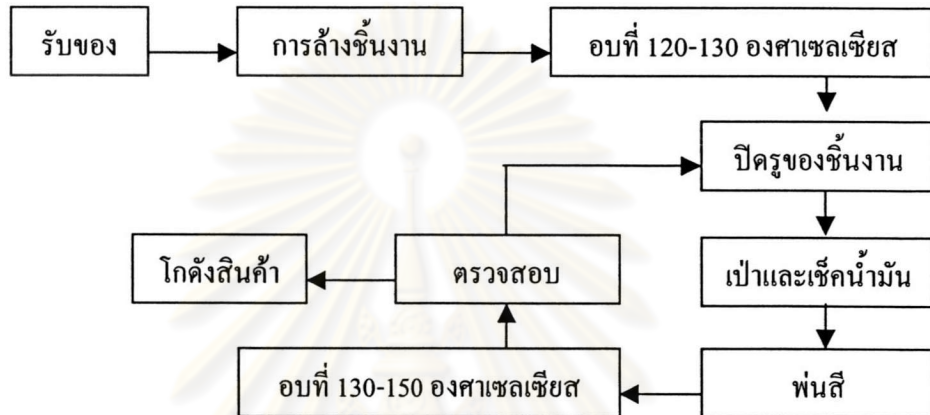 รับของ
การล้างชิ้นงาน
อบที่ 120-130 องศาเซลเซียส
ปิดรูของชิ้นงาน
เป่าและเช็คน้ำมัน
พ่นสี
อบที่ 130-150 องศาเซลเซียส
ตรวจสอบ
โกดังสินค้า